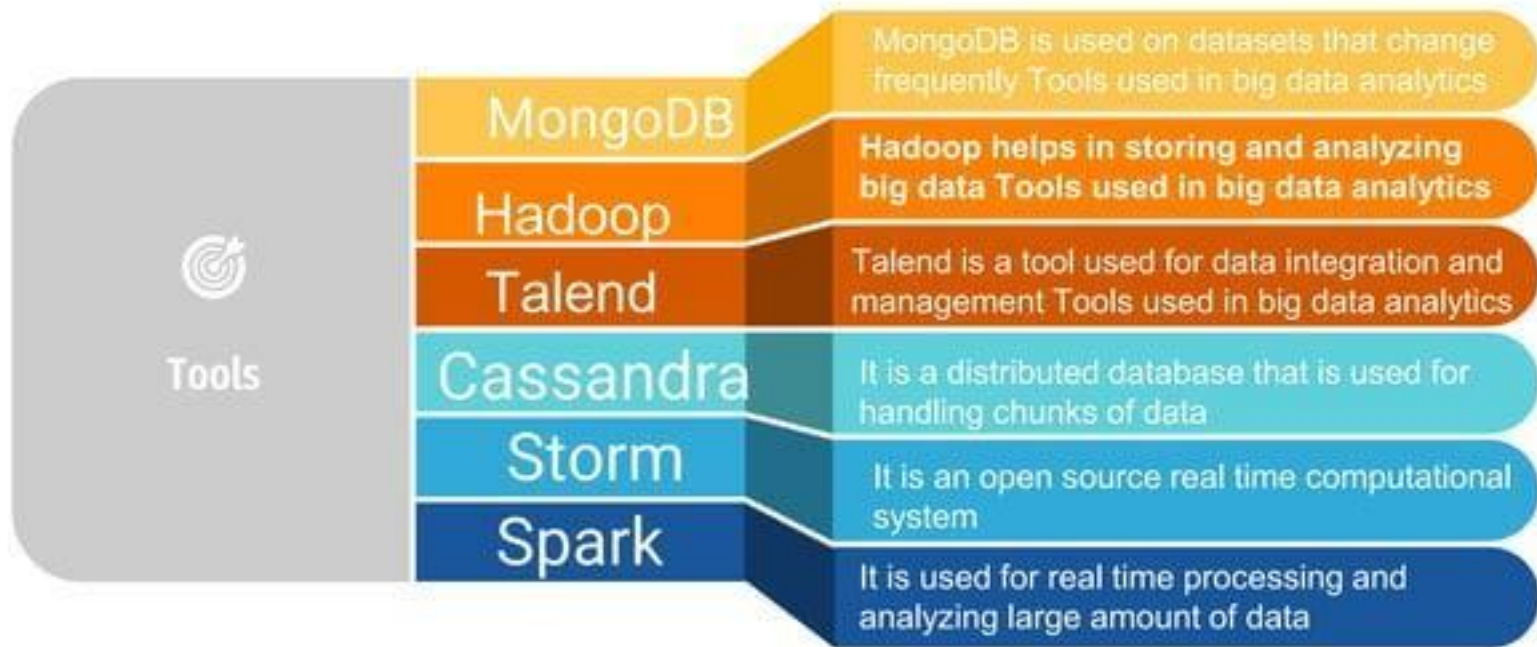 Tools
MongoDB
MongoDB is used on datasets that change
frequently Tools used in big data analytics
Hadoop
Hadoop helps in storing and analyzing
big data Tools used in big data analytics
Talend
Talend is a tool used for data integration and
management Tools used in big data analytics
Cassandra
It is a distributed database that is used for
handling chunks of data
Storm
It is an open source real time computational
system
Spark
It is used for real time processing and
analyzing large amount of data